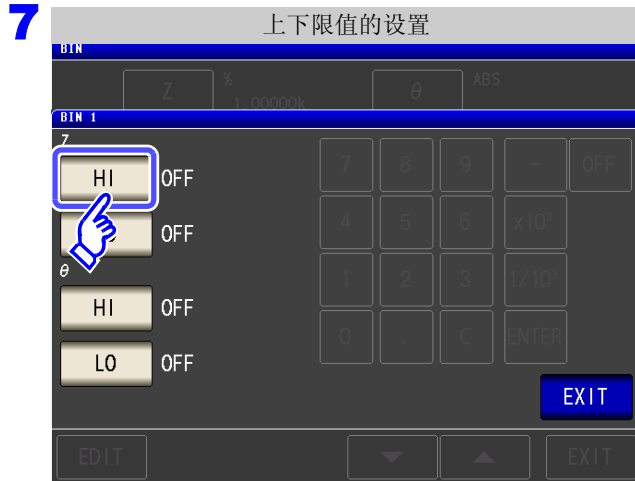 7
上下限值的设置
BIN
Z % 1.00000k θ ABS
BIN 1
Z
HI OFF
OFF
θ
HI OFF
LO OFF
7 8 9 - OFF
4 5 6 x10³
1 2 3 1/10³
0 . C ENTER
EXIT
EDIT EXIT